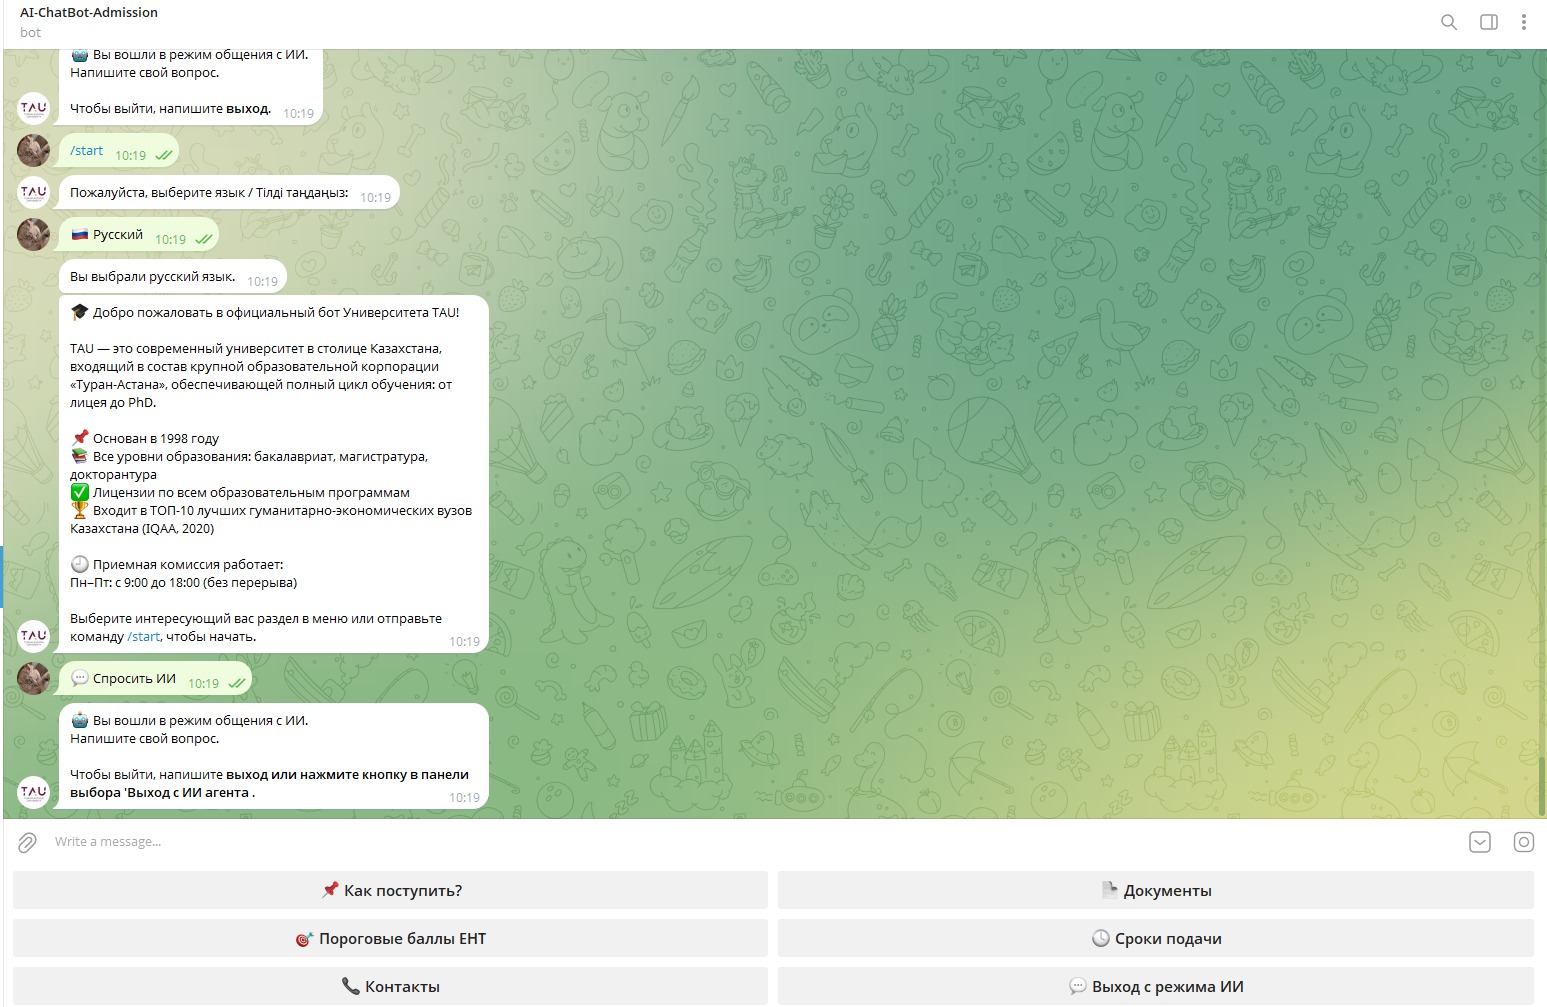 AI-ChatBot-Admission
bot
🤖 Вы вошли в режим общения с ИИ.
Напишите свой вопрос.
Чтобы выйти, напишите выход. 10:19
TAU
/start 10:19
TAU
Пожалуйста, выберите язык / Тілді таңдаңыз: 10:19
🇷🇺 Русский 10:19
Вы выбрали русский язык. 10:19
🎓 Добро пожаловать в официальный бот Университета TAU!
TAU — это современный университет в столице Казахстана,
входящий в состав крупной образовательной корпорации
«Туран-Астана», обеспечивающей полный цикл обучения: от
лицея до PhD.
📌 Основан в 1998 году
📚 Все уровни образования: бакалавриат, магистратура,
докторантура
✅ Лицензии по всем образовательным программам
🏆 Входит в ТОП-10 лучших гуманитарно-экономических вузов
Казахстана (IQAA, 2020)
🕘 Приемная комиссия работает:
Пн–Пт: с 9:00 до 18:00 (без перерыва)
Выберите интересующий вас раздел в меню или отправьте
команду /start, чтобы начать. 10:19
TAU
💬 Спросить ИИ 10:19
🤖 Вы вошли в режим общения с ИИ.
Напишите свой вопрос.
Чтобы выйти, напишите выход или нажмите кнопку в панели
выбора 'Выход с ИИ агента . 10:19
TAU
Write a message...
📌 Как поступить?
📄 Документы
🎯 Пороговые баллы ЕНТ
🕒 Сроки подачи
📞 Контакты
💬 Выход с режима ИИ